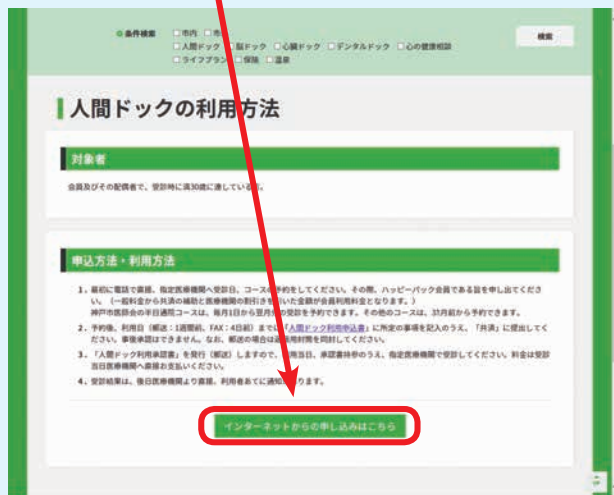 条件検索 □市内 □市
□人間ドック □脳ドック □心臓ドック □デンタルドック □心の健康相談
□ライフプラン □保険 □温泉
検索
人間ドックの利用方法
対象者
会員及びその配偶者で、受診時に満30歳に達している方。
申込方法・利用方法
1. 最初に電話で直接、指定医療機関へ受診日、コースの予約をしてください。その際、ハッピーパック会員である旨を申し出てくださ
い。（一般料金から共済の補助と医療機関の割引きを引いた金額が会員利用料金となります。）
神戸市医師会の半日通院コースは、毎月1日から翌月分の受診を予約できます。その他のコースは、3カ月前から予約できます。
2. 予約後、利用日（郵送：1週間前、FAX：4日前）までに「人間ドック利用申込書」に所定の事項を記入のうえ、「共済」に提出してく
ださい。事後承認はできません。なお、郵送の場合は返信用封筒を同封してください。
3. 「人間ドック利用承認書」を発行（郵送）しますので、利用当日、承認書持参のうえ、指定医療機関で受診してください。料金は受診
当日医療機関へ直接お支払いください。
4. 受診結果は、後日医療機関より直接、利用者あてに通知があります。
インターネットからの申し込みはこちら